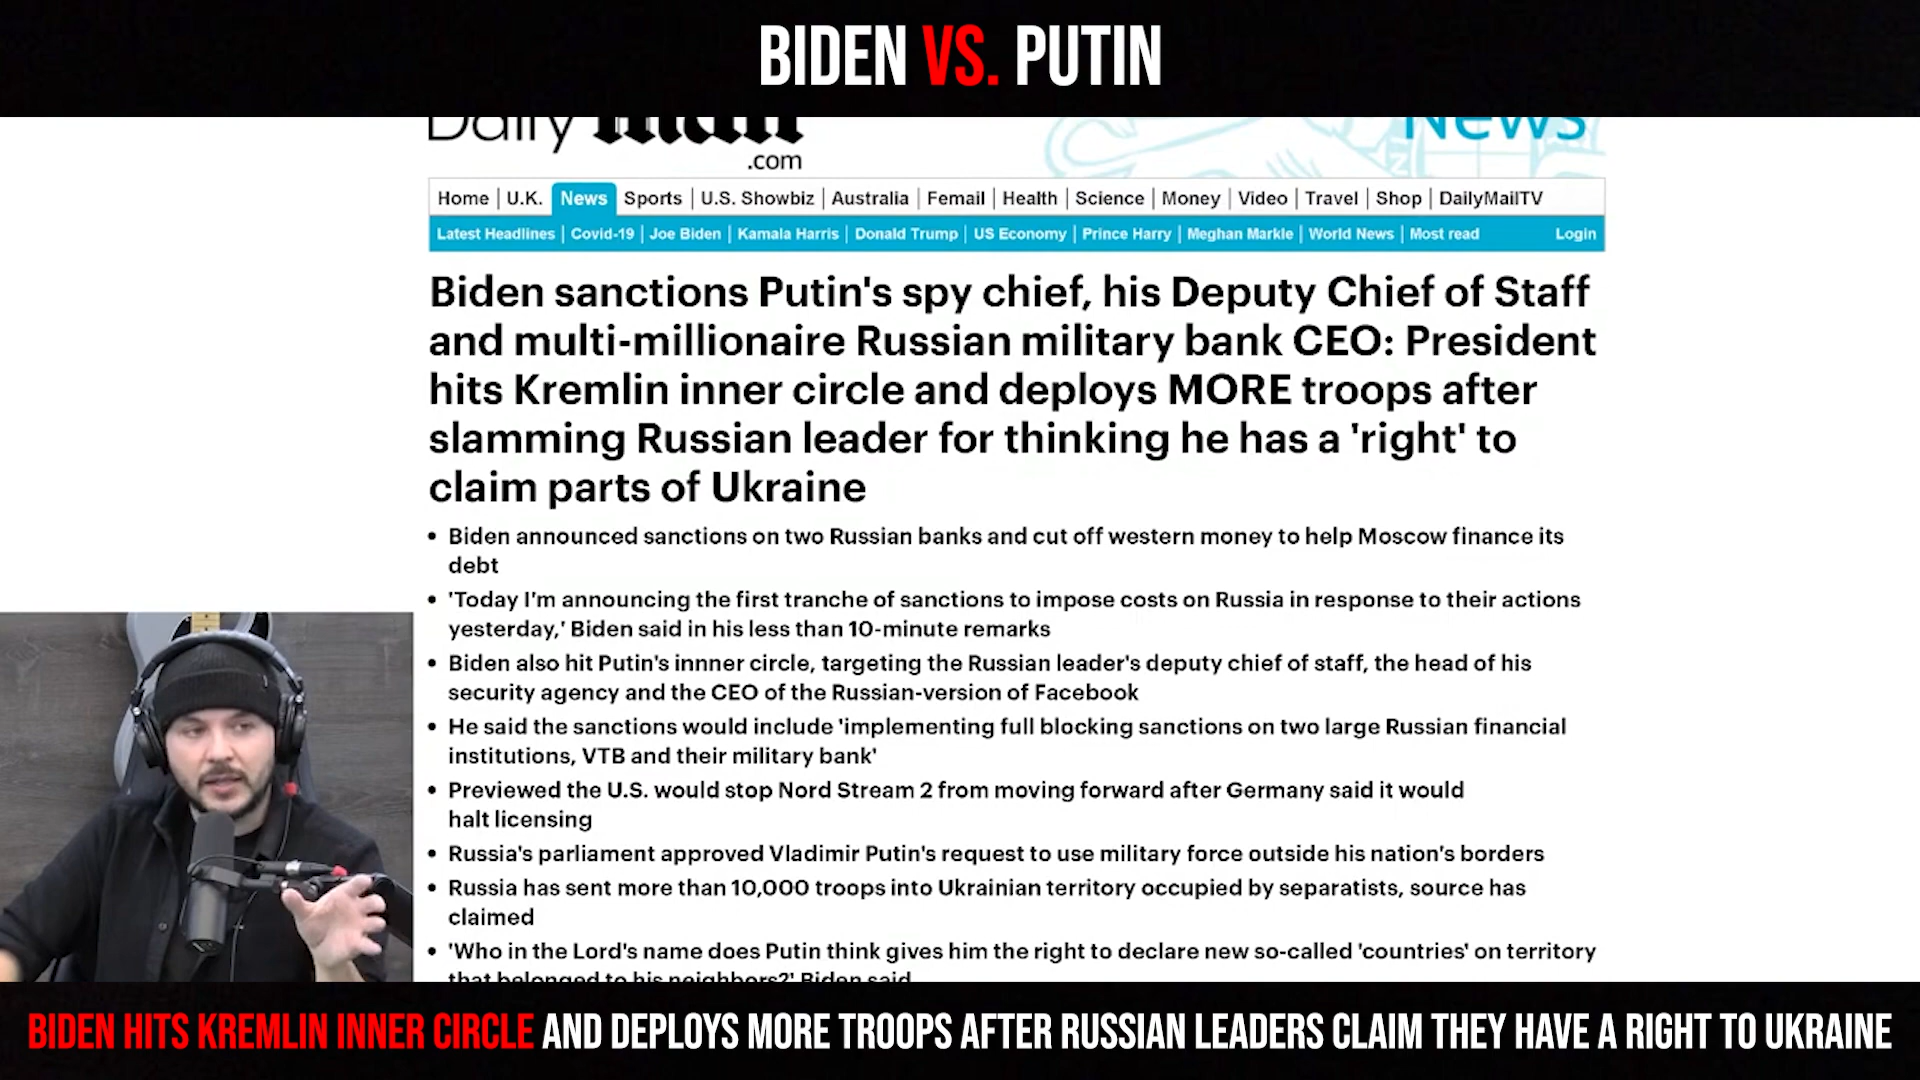 BIDEN VS. PUTIN
Daily Mail
News
.com
Home | U.K. News Sports | U.S. Showbiz | Australia | Femail | Health | Science | Money | Video | Travel | Shop | DailyMailTV
Latest Headlines | Covid-19 | Joe Biden | Kamala Harris | Donald Trump | US Economy | Prince Harry | Meghan Markle | World News | Most read Login
Biden sanctions Putin's spy chief, his Deputy Chief of Staff
and multi-millionaire Russian military bank CEO: President
hits Kremlin inner circle and deploys MORE troops after
slamming Russian leader for thinking he has a 'right' to
claim parts of Ukraine
• Biden announced sanctions on two Russian banks and cut off western money to help Moscow finance its
debt
• 'Today I'm announcing the first tranche of sanctions to impose costs on Russia in response to their actions
yesterday,' Biden said in his less than 10-minute remarks
• Biden also hit Putin's innner circle, targeting the Russian leader's deputy chief of staff, the head of his
security agency and the CEO of the Russian-version of Facebook
• He said the sanctions would include 'implementing full blocking sanctions on two large Russian financial
institutions, VTB and their military bank'
• Previewed the U.S. would stop Nord Stream 2 from moving forward after Germany said it would
halt licensing
• Russia's parliament approved Vladimir Putin's request to use military force outside his nation's borders
• Russia has sent more than 10,000 troops into Ukrainian territory occupied by separatists, source has
claimed
• 'Who in the Lord's name does Putin think gives him the right to declare new so-called 'countries' on territory
that belonged to his neighbors?' Biden said
BIDEN HITS KREMLIN INNER CIRCLE AND DEPLOYS MORE TROOPS AFTER RUSSIAN LEADERS CLAIM THEY HAVE A RIGHT TO UKRAINE